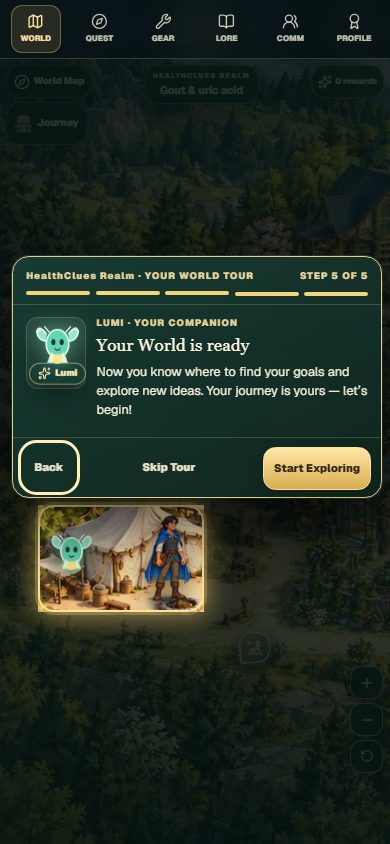 WORLD
QUEST
GEAR
LORE
COMM
PROFILE
World Map
HEALTHCLUES REALM
Gout & uric acid
0 rewards
Journey
HealthClues Realm · YOUR WORLD TOUR
STEP 5 OF 5
LUMI · YOUR COMPANION
Your World is ready
Lumi
Now you know where to find your goals and
explore new ideas. Your journey is yours — let's
begin!
Back
Skip Tour
Start Exploring